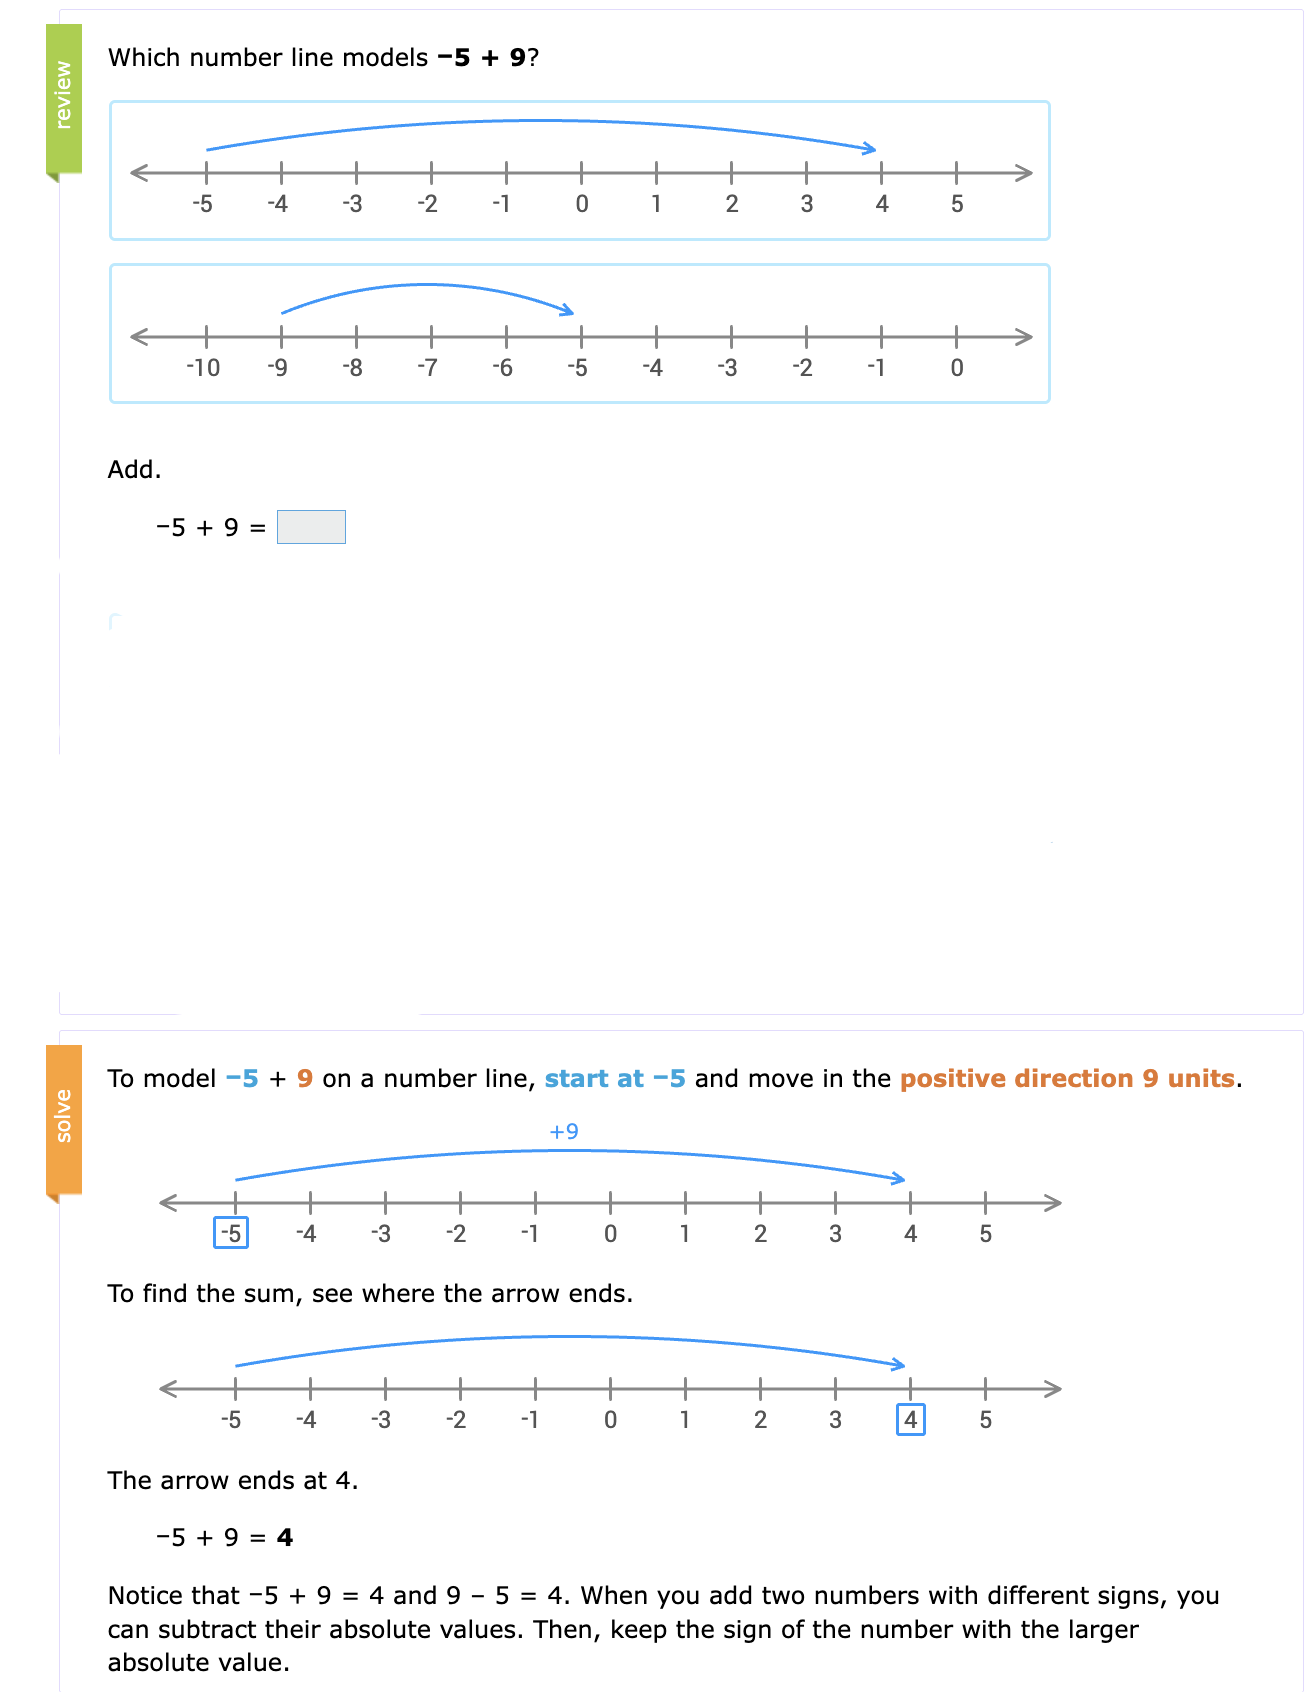 review
Which number line models −5 + 9?
-5 -4 -3 -2 -1 0 1 2 3 4 5
-10 -9 -8 -7 -6 -5 -4 -3 -2 -1 0
Add.
−5 + 9 =
solve
To model −5 + 9 on a number line, start at −5 and move in the positive direction 9 units.
+9
-5 -4 -3 -2 -1 0 1 2 3 4 5
To find the sum, see where the arrow ends.
-5 -4 -3 -2 -1 0 1 2 3 4 5
The arrow ends at 4.
−5 + 9 = 4
Notice that −5 + 9 = 4 and 9 – 5 = 4. When you add two numbers with different signs, you
can subtract their absolute values. Then, keep the sign of the number with the larger
absolute value.